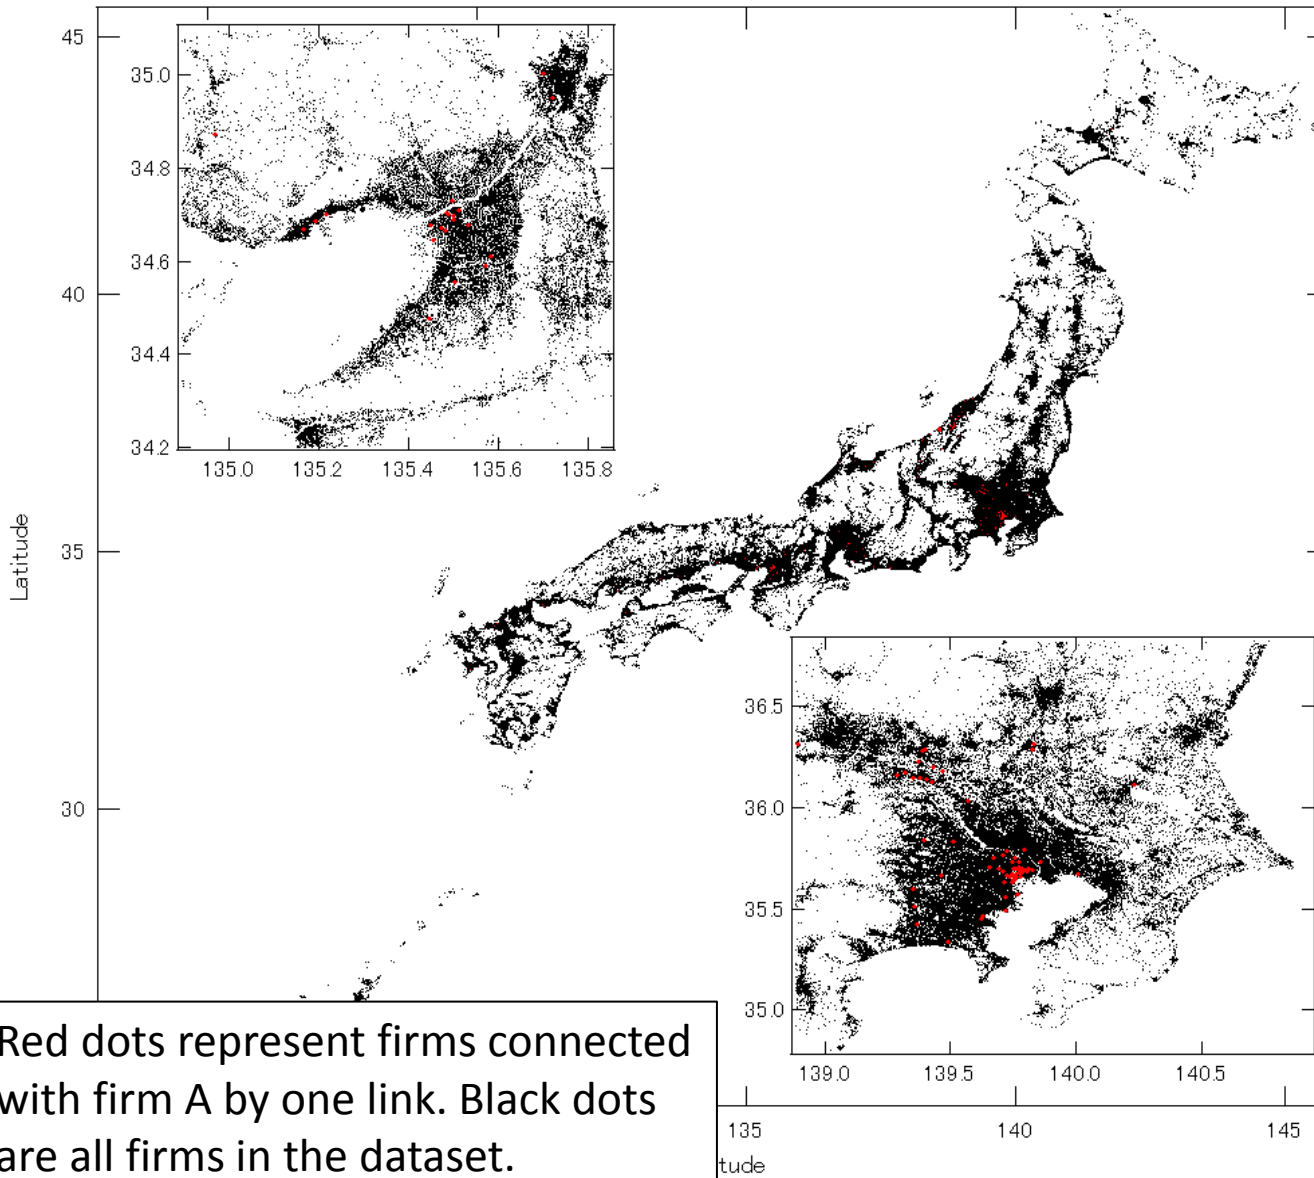 45
40
35
30
Latitude
35.0
34.8
34.6
34.4
34.2
135.0 135.2 135.4 135.6 135.8
36.5
36.0
35.5
35.0
139.0 139.5 140.0 140.5
Red dots represent firms connected
with firm A by one link. Black dots
are all firms in the dataset.
135 140 145
tude